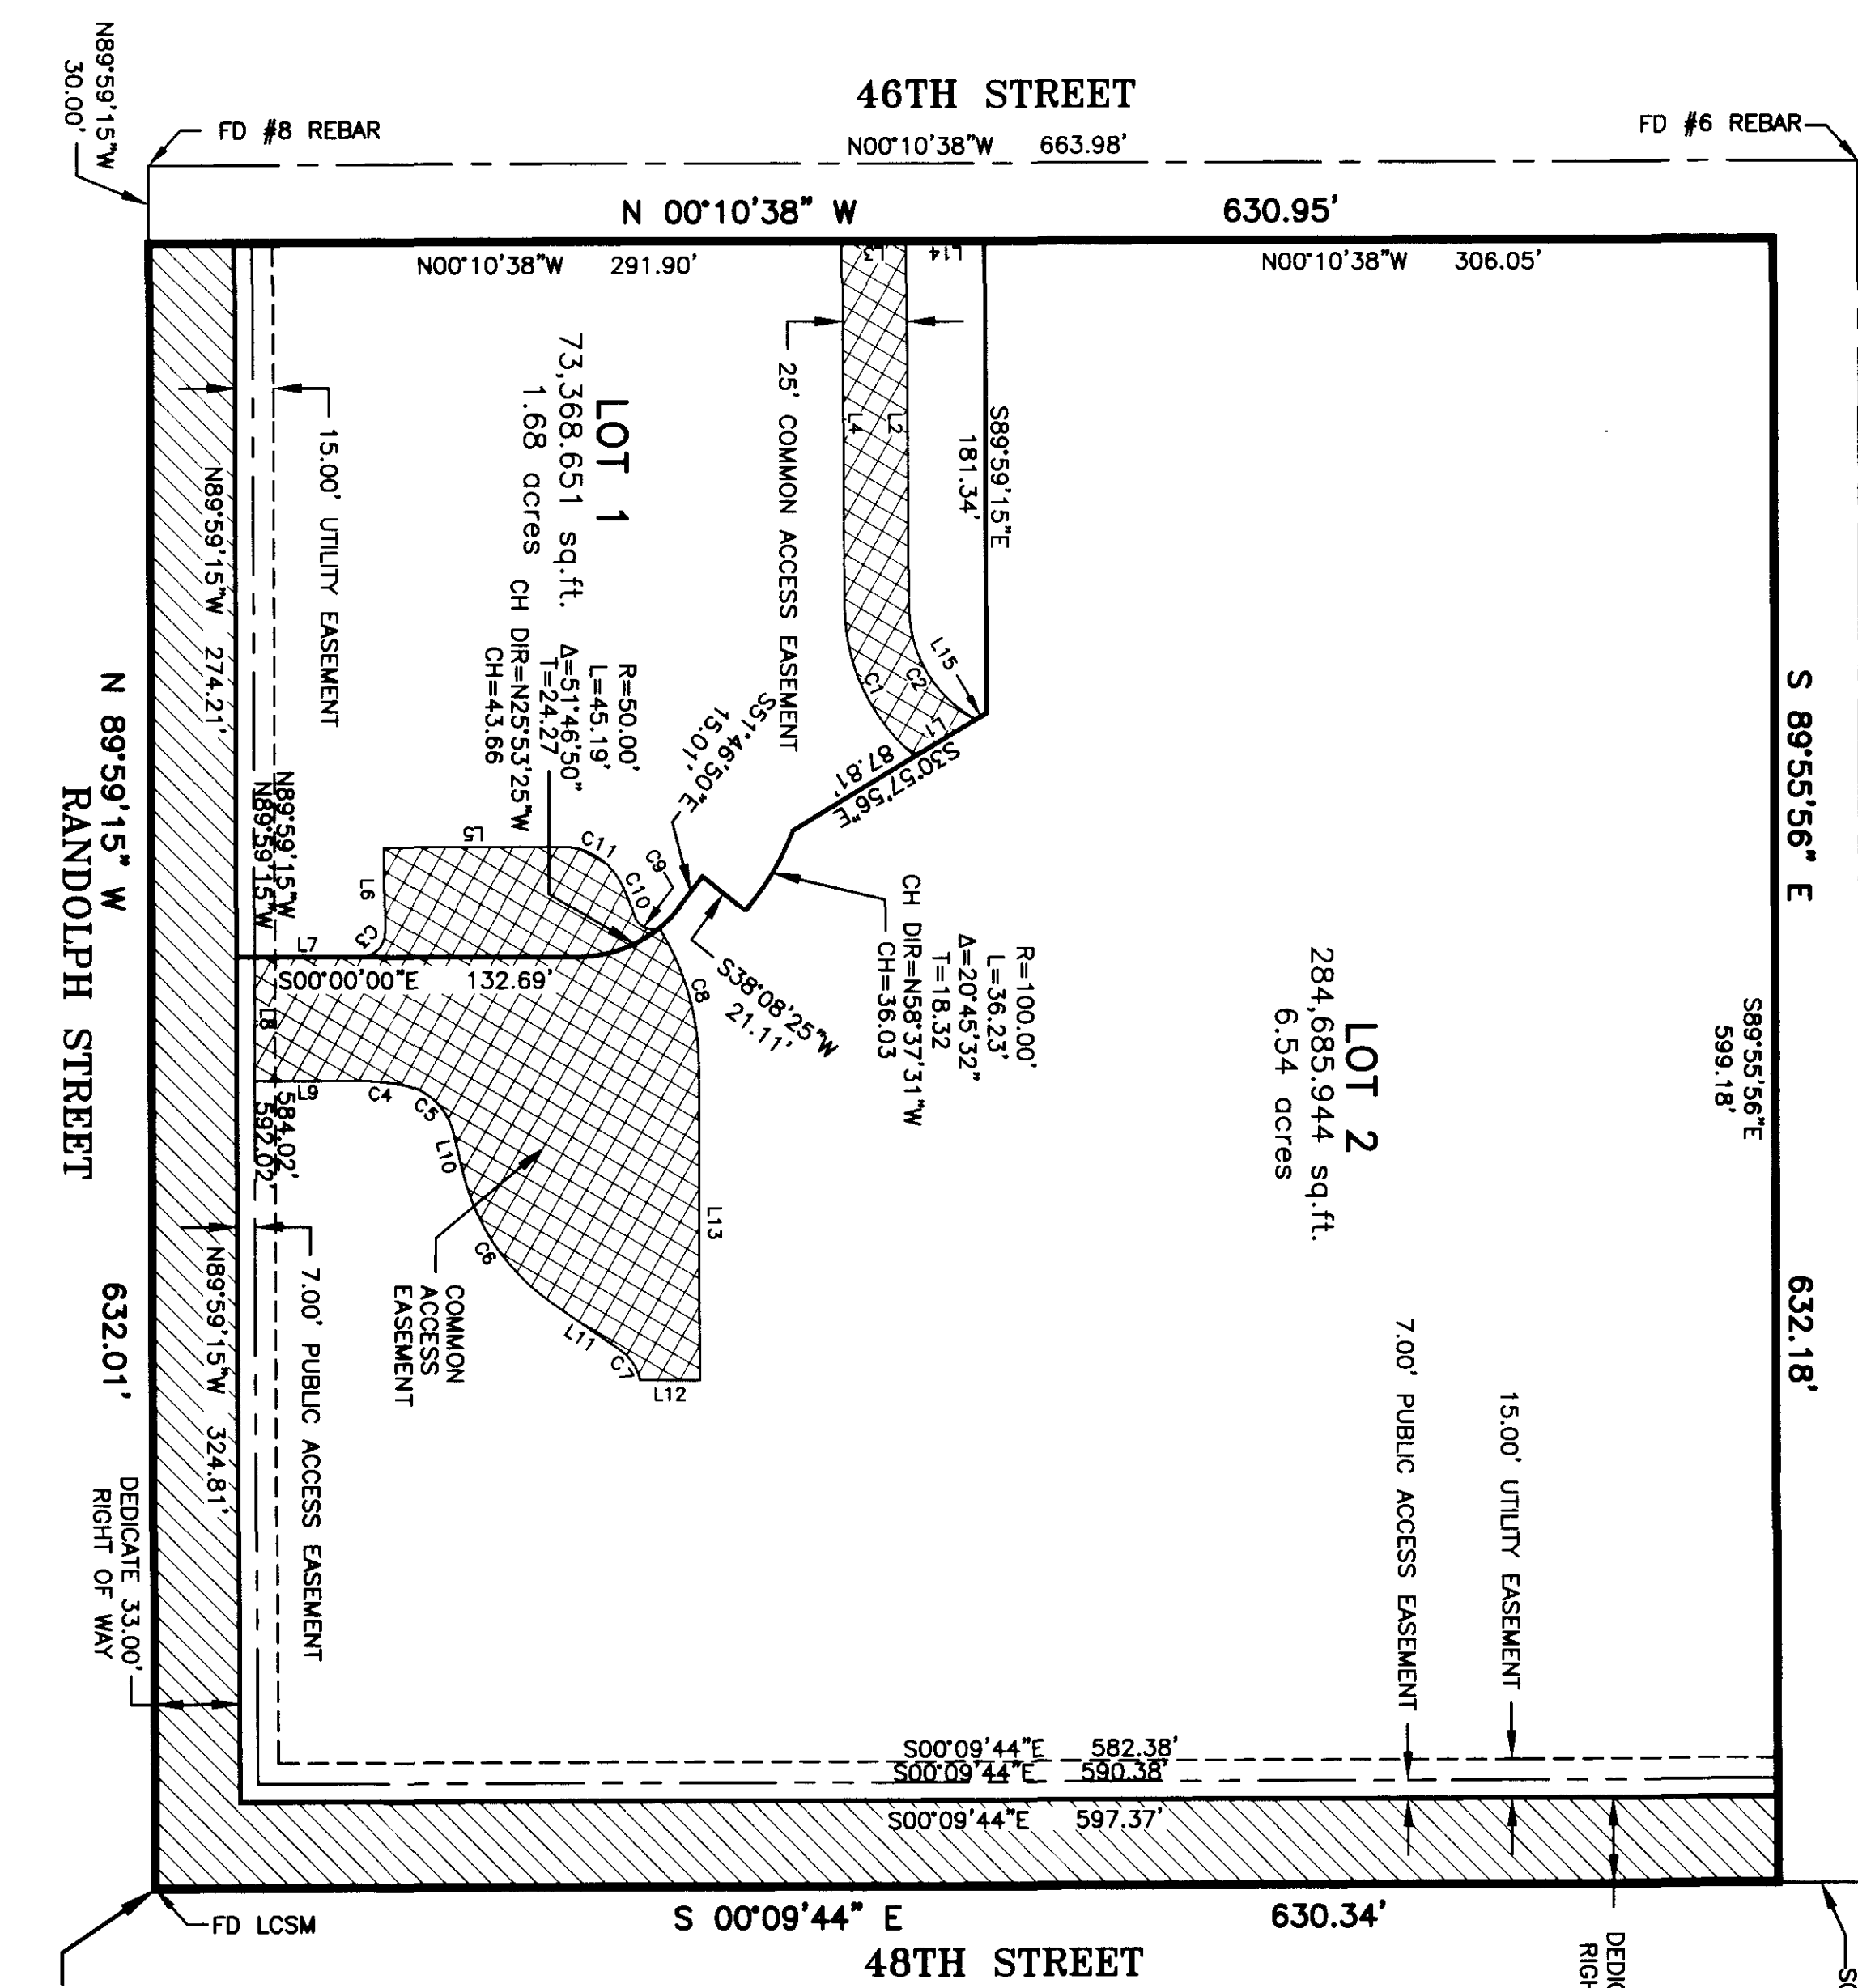 46TH STREET
N00°10'38"W 663.98'
FD #8 REBAR
FD #6 REBAR
N89°59'15"W
30.00'
N 00°10'38" W 630.95'
N00°10'38"W 291.90'
L3
L14
N00°10'38"W 306.05'
S89°59'15"E
181.34'
L2
L4
25' COMMON ACCESS EASEMENT
LOT 1
73,368.651 sq.ft.
1.68 acres
15.00' UTILITY EASEMENT
N89°59'15"W 274.21'
L15
C2
C1
L1
S30°57'56"E
87.81'
R=50.00'
L=45.19'
Δ=51°46'50"
T=24.27
CH DIR=N25°53'25"W
CH=43.66
S51°46'50"E
15.01'
S38°08'25"W
21.11'
R=100.00'
L=36.23'
Δ=20°45'32"
T=18.32
CH DIR=N58°37'31"W
CH=36.03
L5
C11
C10
C9
L6
C3
L7
S00°00'00"E 132.69'
C8
L8
L9
C4
C5
L10
C6
L11
C7
L12
L13
N89°59'15"W 584.02'
N89°59'15"W 592.02'
COMMON
ACCESS
EASEMENT
LOT 2
284,685.944 sq.ft.
6.54 acres
S 89°55'56" E 632.18'
S89°55'56"E
599.18'
7.00' PUBLIC ACCESS EASEMENT
15.00' UTILITY EASEMENT
7.00' PUBLIC ACCESS EASEMENT
N89°59'15"W 324.81'
DEDICATE 33.00'
RIGHT OF WAY
N 89°59'15" W 632.01'
RANDOLPH STREET
S00°09'44"E 582.38'
S00°09'44"E 590.38'
S00°09'44"E 597.37'
FD LCSM
S 00°09'44" E 630.34'
48TH STREET